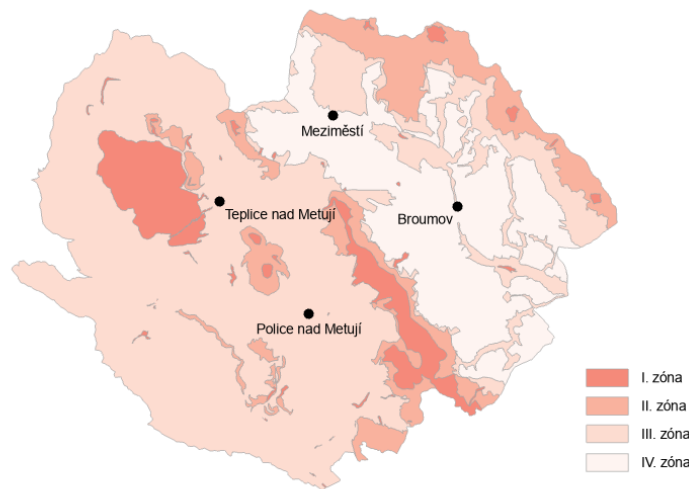 Meziměstí
Teplice nad Metují
Broumov
Police nad Metují
I. zóna
II. zóna
III. zóna
IV. zóna